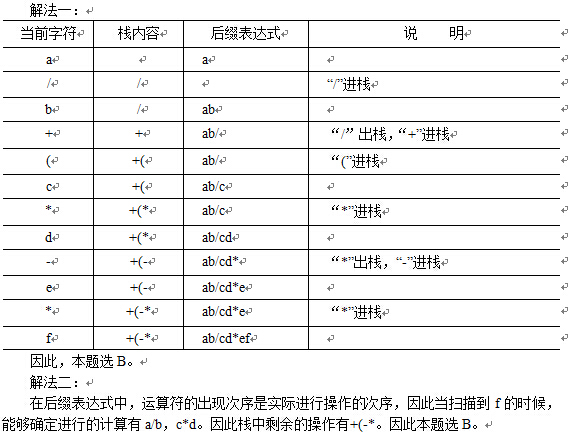 解法一：
当前字符 栈内容 后缀表达式 说 明
a a
/ / “/”进栈
b / ab
+ + ab/ “/”出栈，“+”进栈
( +( ab/ “(”进栈
c +( ab/c
* +(* ab/c “*”进栈
d +(* ab/cd
- +(- ab/cd* “*”出栈，“-”进栈
e +(- ab/cd*e
* +(-* ab/cd*e “*”进栈
f +(-* ab/cd*ef
因此，本题选 B。
解法二：
在后缀表达式中，运算符的出现次序是实际进行操作的次序，因此当扫描到 f 的时候，
能够确定进行的计算有 a/b，c*d。因此栈中剩余的操作有+(-*。因此本题选 B。